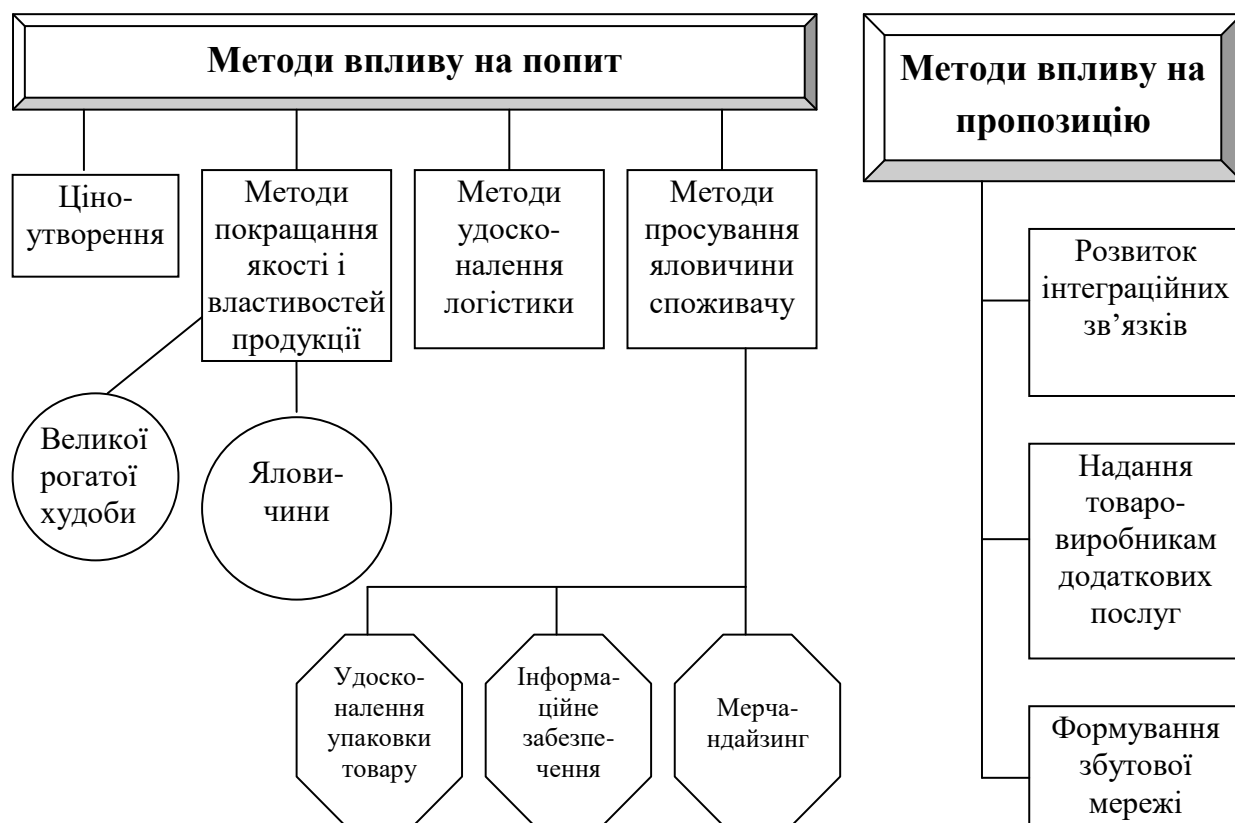 Методи впливу на попит
Ціно-
утворення
Методи
покращання
якості і
властивостей
продукції
Методи
удоско-
налення
логістики
Методи
просування
яловичини
споживачу
Великої
рогатої
худоби
Ялови-
чини
Удоско-
налення
упаковки
товару
Інформа-
ційне
забезпе-
чення
Мерча-
ндайзинг
Методи впливу на
пропозицію
Розвиток
інтеграційних
зв’язків
Надання
товаро-
виробникам
додаткових
послуг
Формування
збутової
мережі